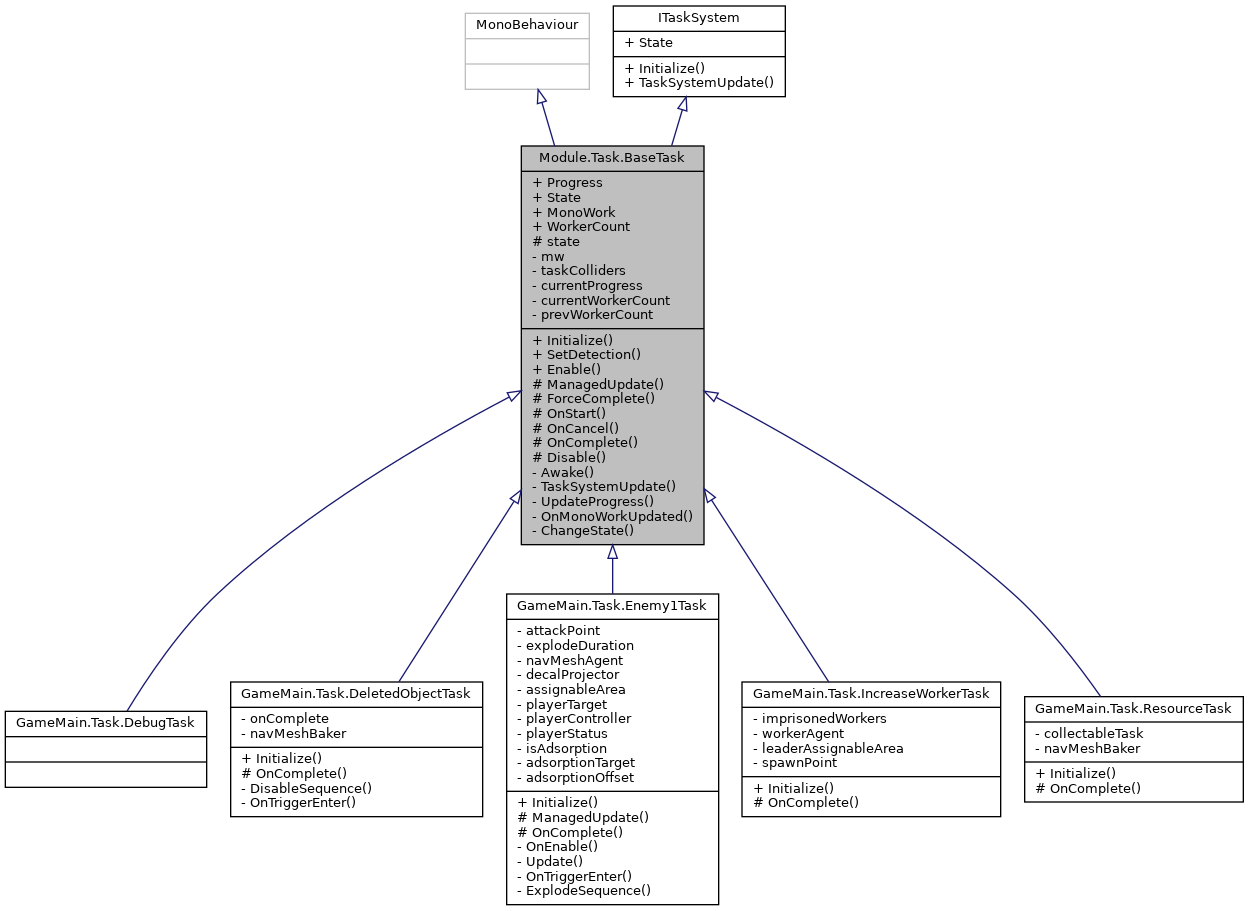 MonoBehaviour
ITaskSystem
+ State
+ Initialize()
+ TaskSystemUpdate()
Module.Task.BaseTask
+ Progress
+ State
+ MonoWork
+ WorkerCount
# state
- mw
- taskColliders
- currentProgress
- currentWorkerCount
- prevWorkerCount
+ Initialize()
+ SetDetection()
+ Enable()
# ManagedUpdate()
# ForceComplete()
# OnStart()
# OnCancel()
# OnComplete()
# Disable()
- Awake()
- TaskSystemUpdate()
- UpdateProgress()
- OnMonoWorkUpdated()
- ChangeState()
GameMain.Task.DebugTask
GameMain.Task.DeletedObjectTask
- onComplete
- navMeshBaker
+ Initialize()
# OnComplete()
- DisableSequence()
- OnTriggerEnter()
GameMain.Task.Enemy1Task
- attackPoint
- explodeDuration
- navMeshAgent
- decalProjector
- assignableArea
- playerTarget
- playerController
- playerStatus
- isAdsorption
- adsorptionTarget
- adsorptionOffset
+ Initialize()
# ManagedUpdate()
# OnComplete()
- OnEnable()
- Update()
- OnTriggerEnter()
- ExplodeSequence()
GameMain.Task.IncreaseWorkerTask
- imprisonedWorkers
- workerAgent
- leaderAssignableArea
- spawnPoint
+ Initialize()
# OnComplete()
GameMain.Task.ResourceTask
- collectableTask
- navMeshBaker
+ Initialize()
# OnComplete()